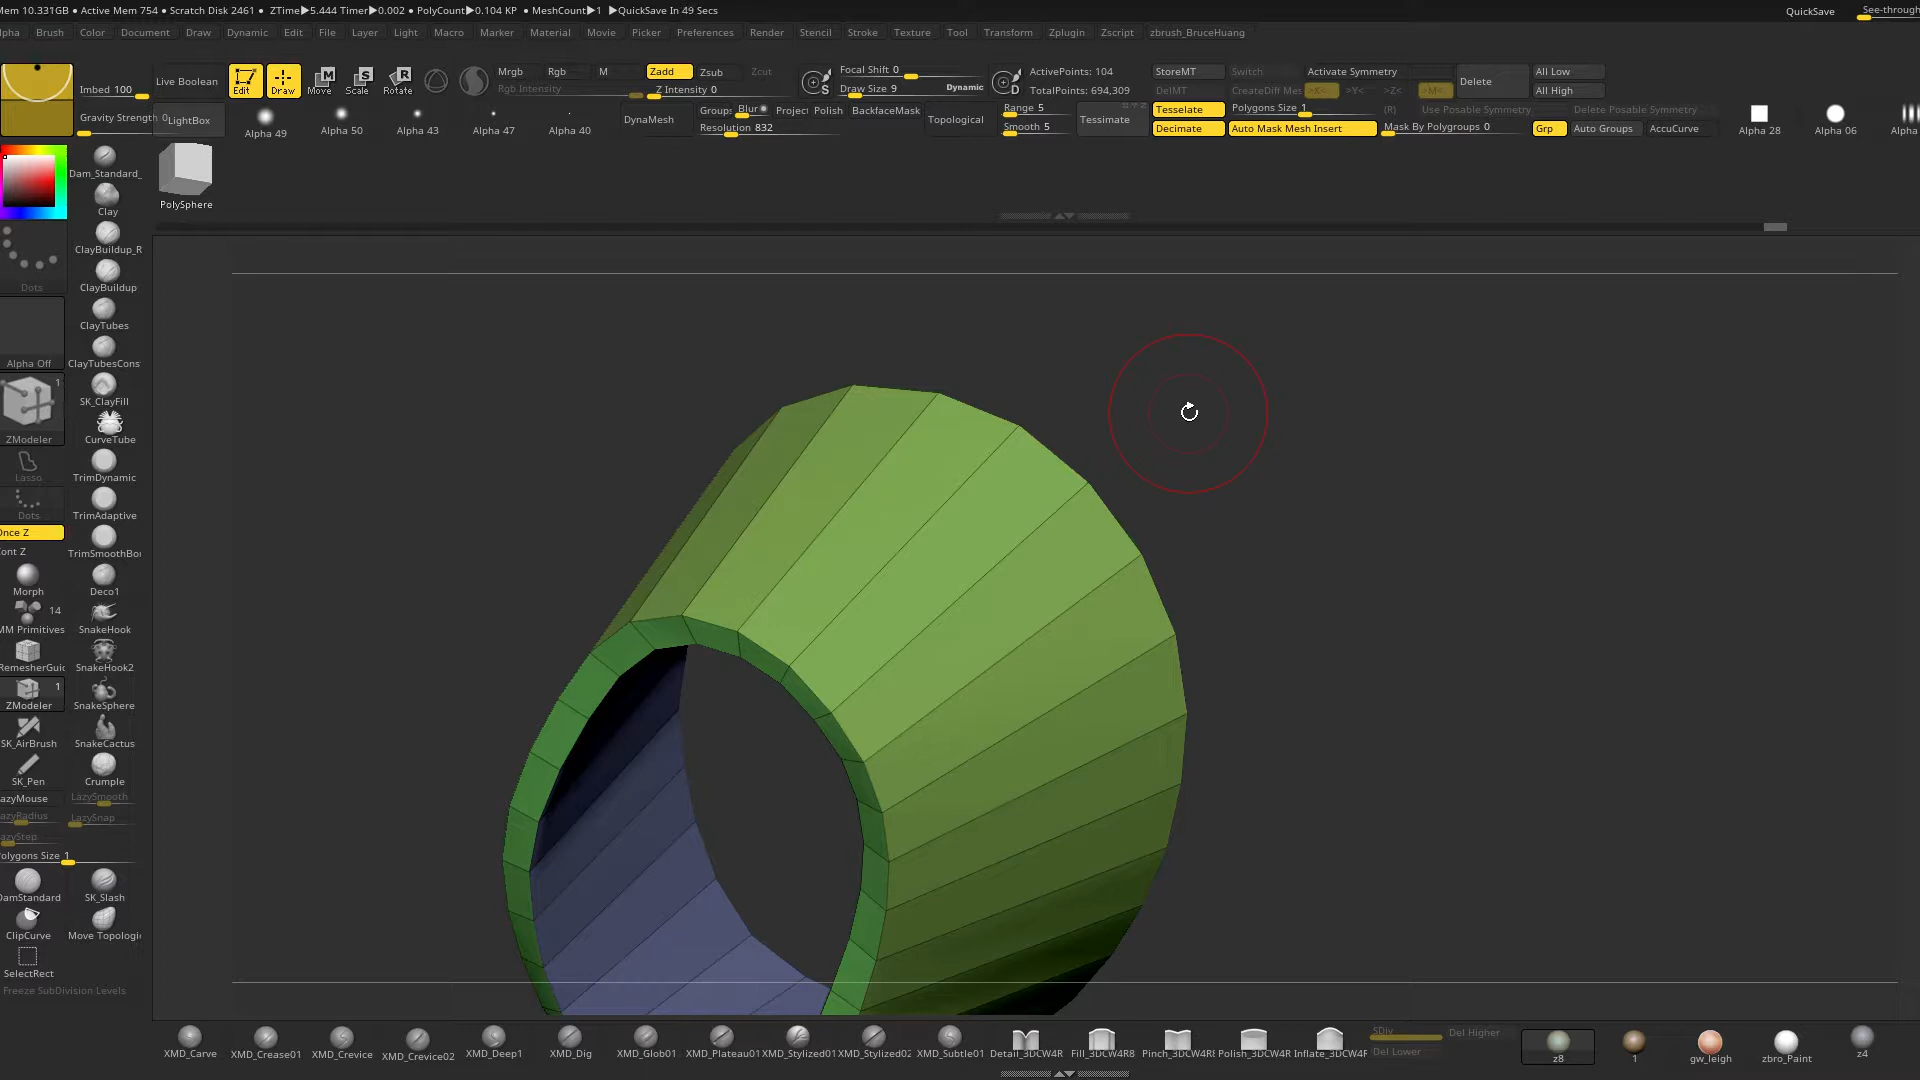 Mem 10.331GB • Active Mem 754 • Scratch Disk 2461 • ZTime▶5.444 Timer▶0.002 • PolyCount▶0.104 KP • MeshCount▶1 ▶QuickSave In 49 Secs QuickSave See-through
lpha Brush Color Document Draw Dynamic Edit File Layer Light Macro Marker Material Movie Picker Preferences Render Stencil Stroke Texture Tool Transform Zplugin Zscript zbrush_BruceHuang
Imbed 100 Live Boolean Edit Draw Move Scale Rotate Mrgb Rgb M Zadd Zsub Zcut Focal Shift 0 ActivePoints: 104 StoreMT Switch Activate Symmetry Delete All Low
Rgb Intensity Z Intensity 0 Draw Size 9 Dynamic TotalPoints: 694,309 DelMT CreateDiff Mes >X< >Y< >Z< >M< All High
Gravity Strength 0 LightBox Alpha 49 Alpha 50 Alpha 43 Alpha 47 Alpha 40 DynaMesh Groups Blur Project Polish BackfaceMask Topological Range 5 Tessimate Tesselate Polygons Size 1 (R) Use Posable Symmetry Delete Posable Symmetry
Resolution 832 Smooth 5 Decimate Auto Mask Mesh Insert Mask By Polygroups 0 Grp Auto Groups AccuCurve Alpha 28 Alpha 06 Alph
Dam_Standard_
PolySphere
Clay
ClayBuildup_R
Dots ClayBuildup
ClayTubes
Alpha Off ClayTubesCons
1
SK_ClayFill
ZModeler CurveTube
Lasso TrimDynamic
Dots TrimAdaptive
Once Z
ont Z TrimSmoothBor
Morph Deco1
14
MM Primitives SnakeHook
RemesherGuid SnakeHook2
1
ZModeler SnakeSphere
SK_AirBrush SnakeCactus
SK_Pen Crumple
azyMouse LazySmooth
azyRadius LazySnap
azyStep
olygons Size 1
DamStandard SK_Slash
ClipCurve Move Topologic
SelectRect
Freeze SubDivision Levels
XMD_Carve XMD_Crease01 XMD_Crevice XMD_Crevice02 XMD_Deep1 XMD_Dig XMD_Glob01 XMD_Plateau01 XMD_Stylized01 XMD_Stylized02 XMD_Subtle01 Detail_3DCW4R Fill_3DCW4R8 Pinch_3DCW4R8 Polish_3DCW4R Inflate_3DCW4R SDiv Del Higher
Del Lower z8 1 gw_leigh zbro_Paint z4